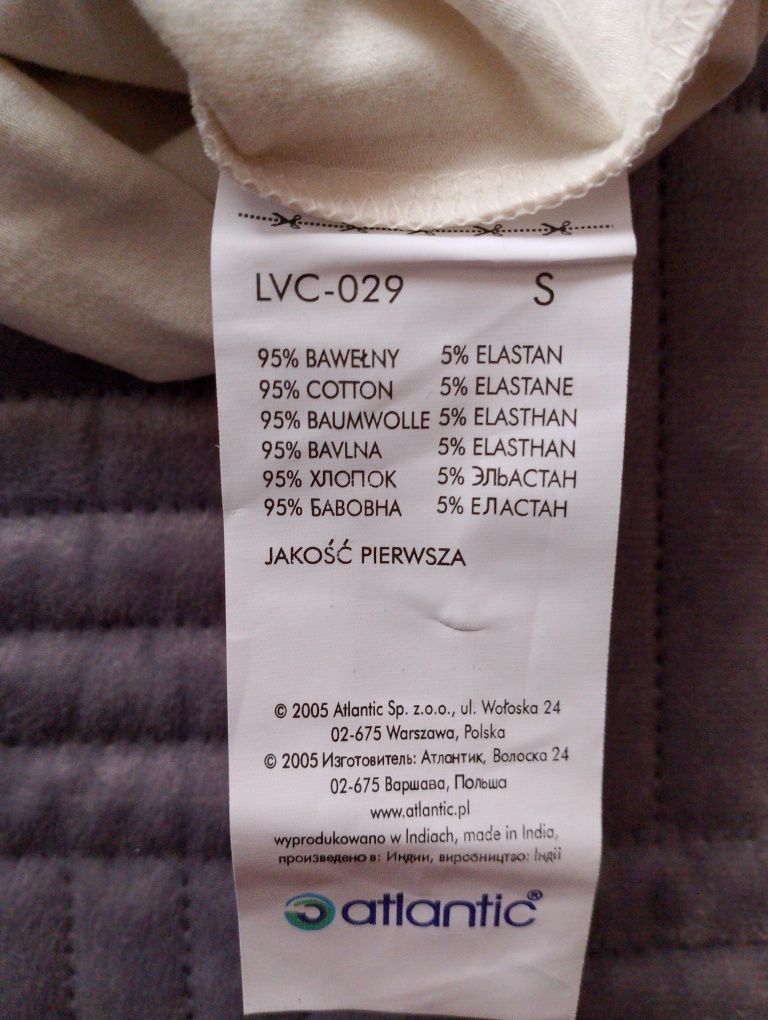 LVC-029 S
95% BAWEŁNY 5% ELASTAN
95% COTTON 5% ELASTANE
95% BAUMWOLLE 5% ELASTHAN
95% BAVLNA 5% ELASTHAN
95% ХЛОПОК 5% ЭЛЬАСТАН
95% БАВОВНА 5% ЕЛАСТАН
JAKOŚĆ PIERWSZA
© 2005 Atlantic Sp. z.o.o., ul. Wołoska 24
02-675 Warszawa, Polska
© 2005 Изготовитель: Атлантик, Волоска 24
02-675 Варшава, Польша
www.atlantic.pl
wyprodukowano w Indiach, made in India,
произведено в: Индии, виробництво: Індії
atlantic®